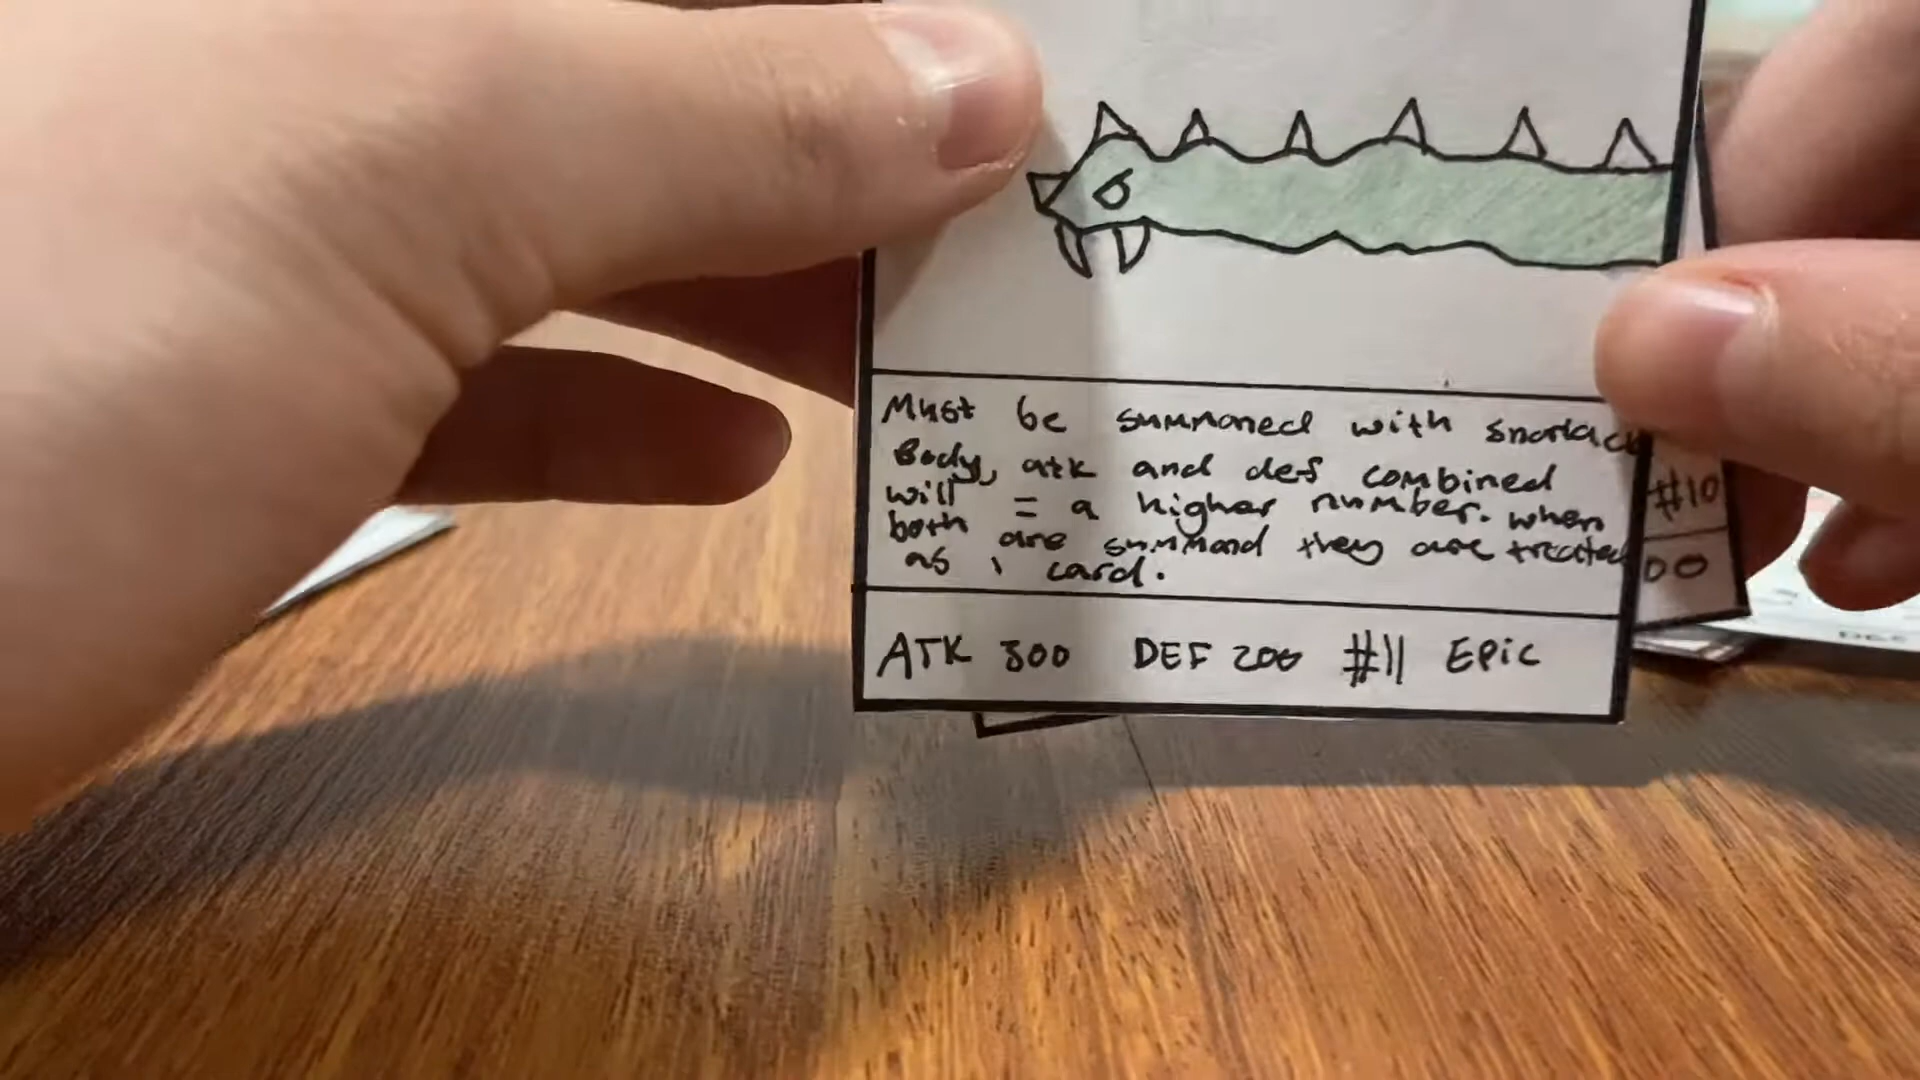 Must be summoned with
Body, atk and def combined
will = a higher number. when
both are summand they are treated
as 1 card.
ATK 300 DEF 200 #11 EPiC
#10
00